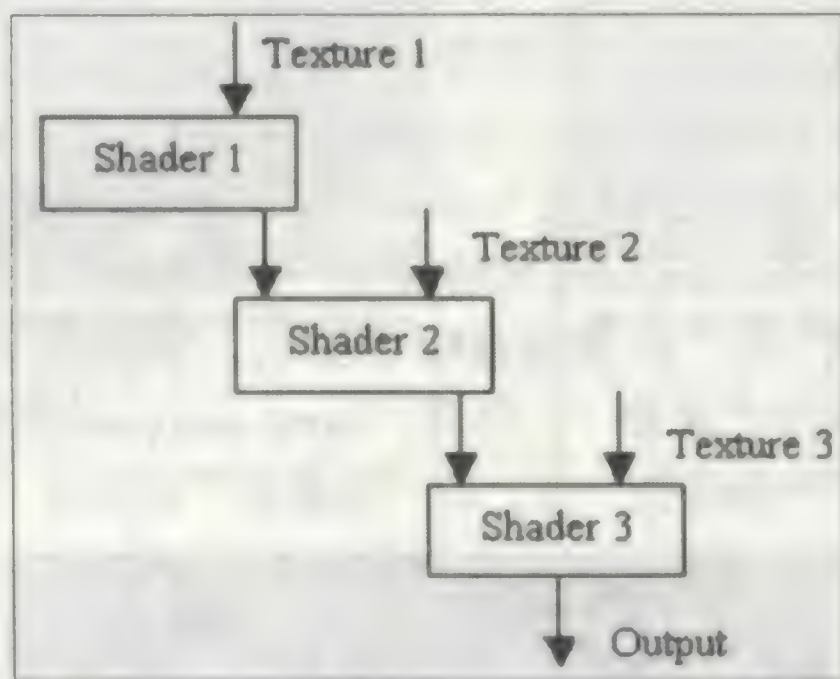 Texture 1
Shader 1
Texture 2
Shader 2
Texture 3
Shader 3
Output